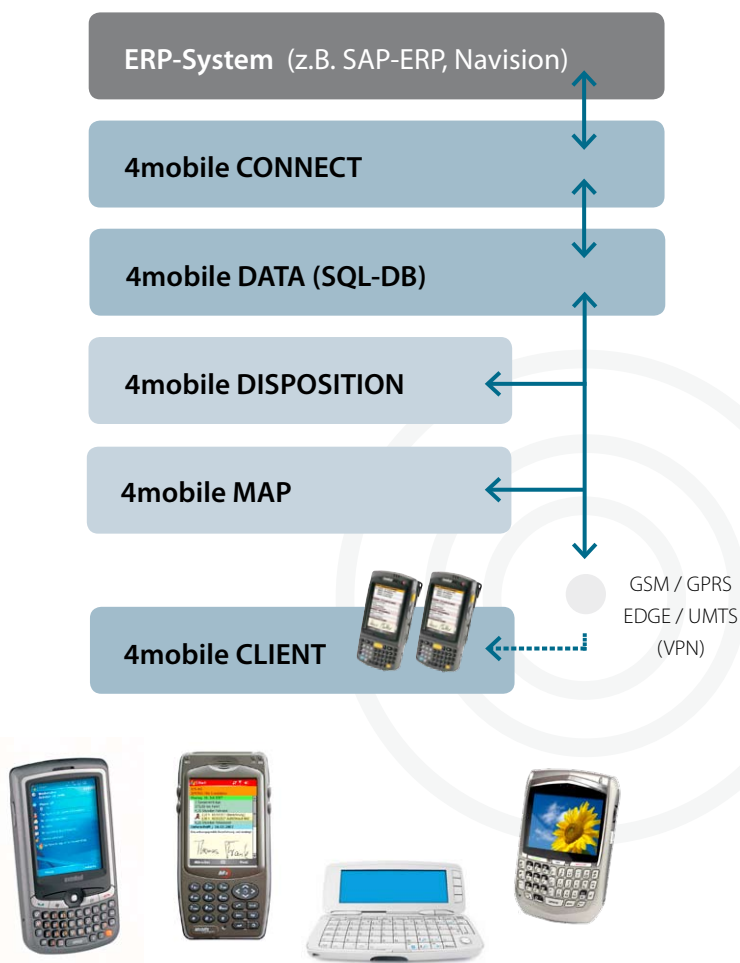 ERP-System (z.B. SAP-ERP, Navision)
4mobile CONNECT
4mobile DATA (SQL-DB)
4mobile DISPOSITION
4mobile MAP
GSM / GPRS
EDGE / UMTS
(VPN)
4mobile CLIENT